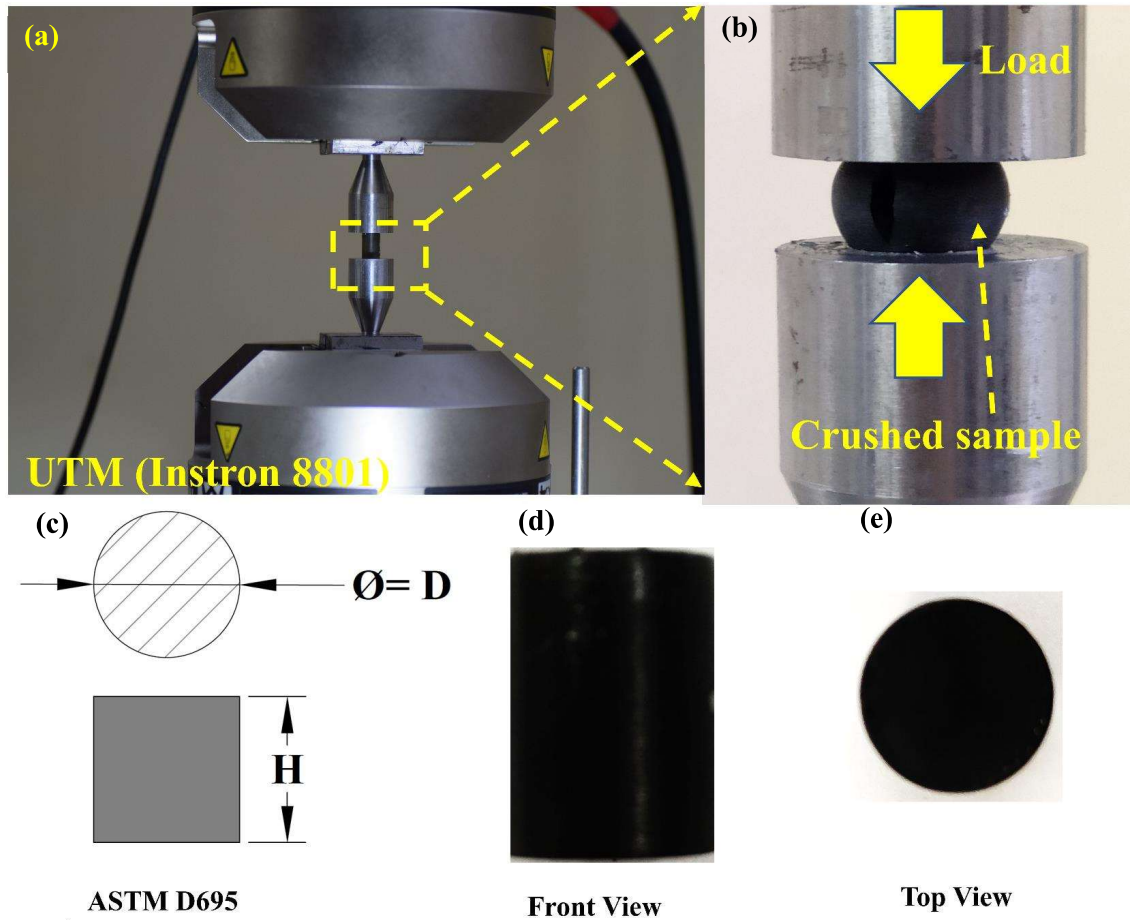 (a)
(b)
Load
Crushed sample
UTM (Instron 8801)
(c)
(d)
(e)
Ø= D
H
ASTM D695
Front View
Top View